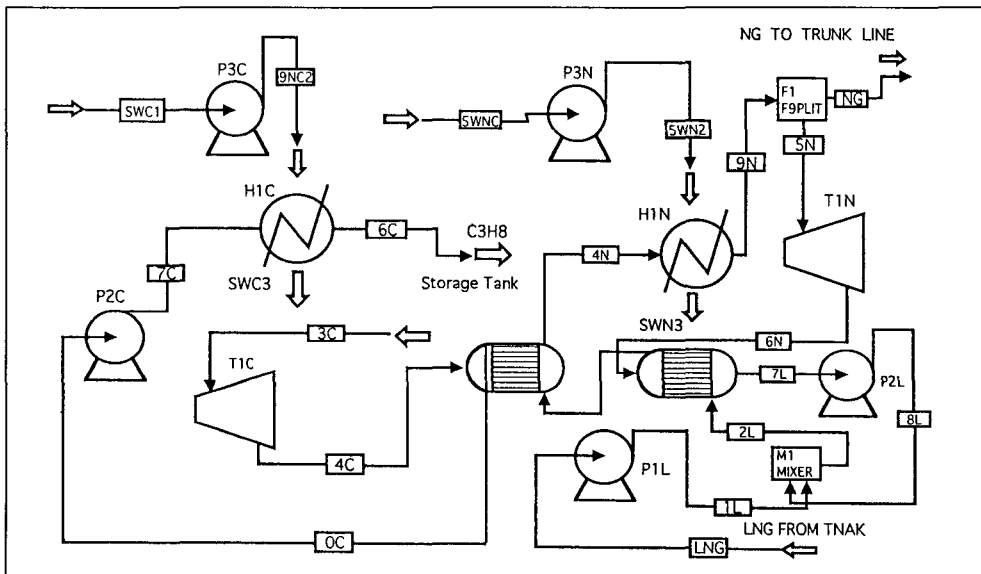 NG TO TRUNK LINE
P3C
9NC2
P3N
SWC1
5WNC
5WN2
F1
F9PLIT
NG
5N
9N
T1N
H1C
6C
C3H8
Storage Tank
H1N
4N
7C
SWC3
P2C
SWN3
3C
6N
T1C
7L
P2L
4C
2L
8L
P1L
M1
MIXER
1L
0C
LNG FROM TNAK
LNG